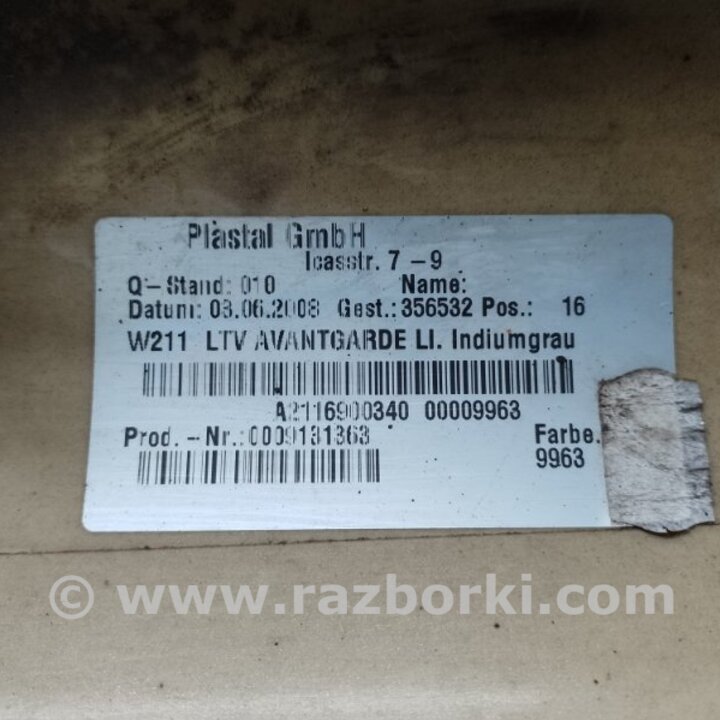 Plastal GmbH
Icasstr. 7 -9
Q-Stand: 010 Name:
Datum: 03.06.2008 Gest.: 356532 Pos.: 16
W211 LTV AVANTGARDE LI. Indiumgrau
A2116900340 00009963
Prod.-Nr.:0009131363 Farbe.
9963
© www.razborki.com